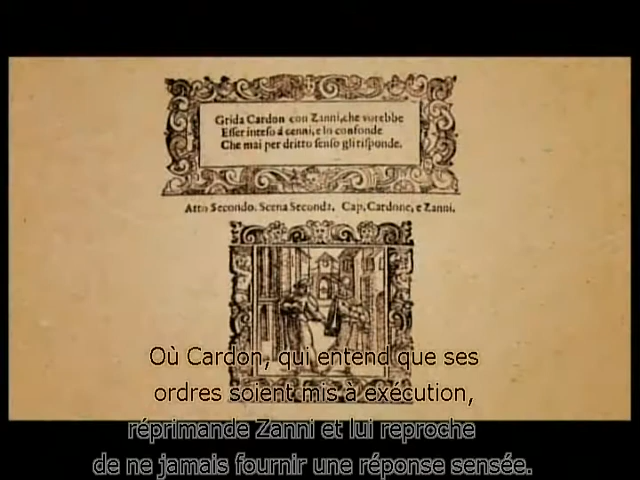 Grida Cardon con Zanni, che vorebbe
Esser inteso à cenni, e lo confonde
Che mai per dritto senso gli risponde.
Atto Secondo. Scena Seconda. Cap. Cardone, e Zanni.
Où Cardon, qui entend que ses
ordres soient mis à exécution,
réprimande Zanni et lui reproche
de ne jamais fournir une réponse sensée.